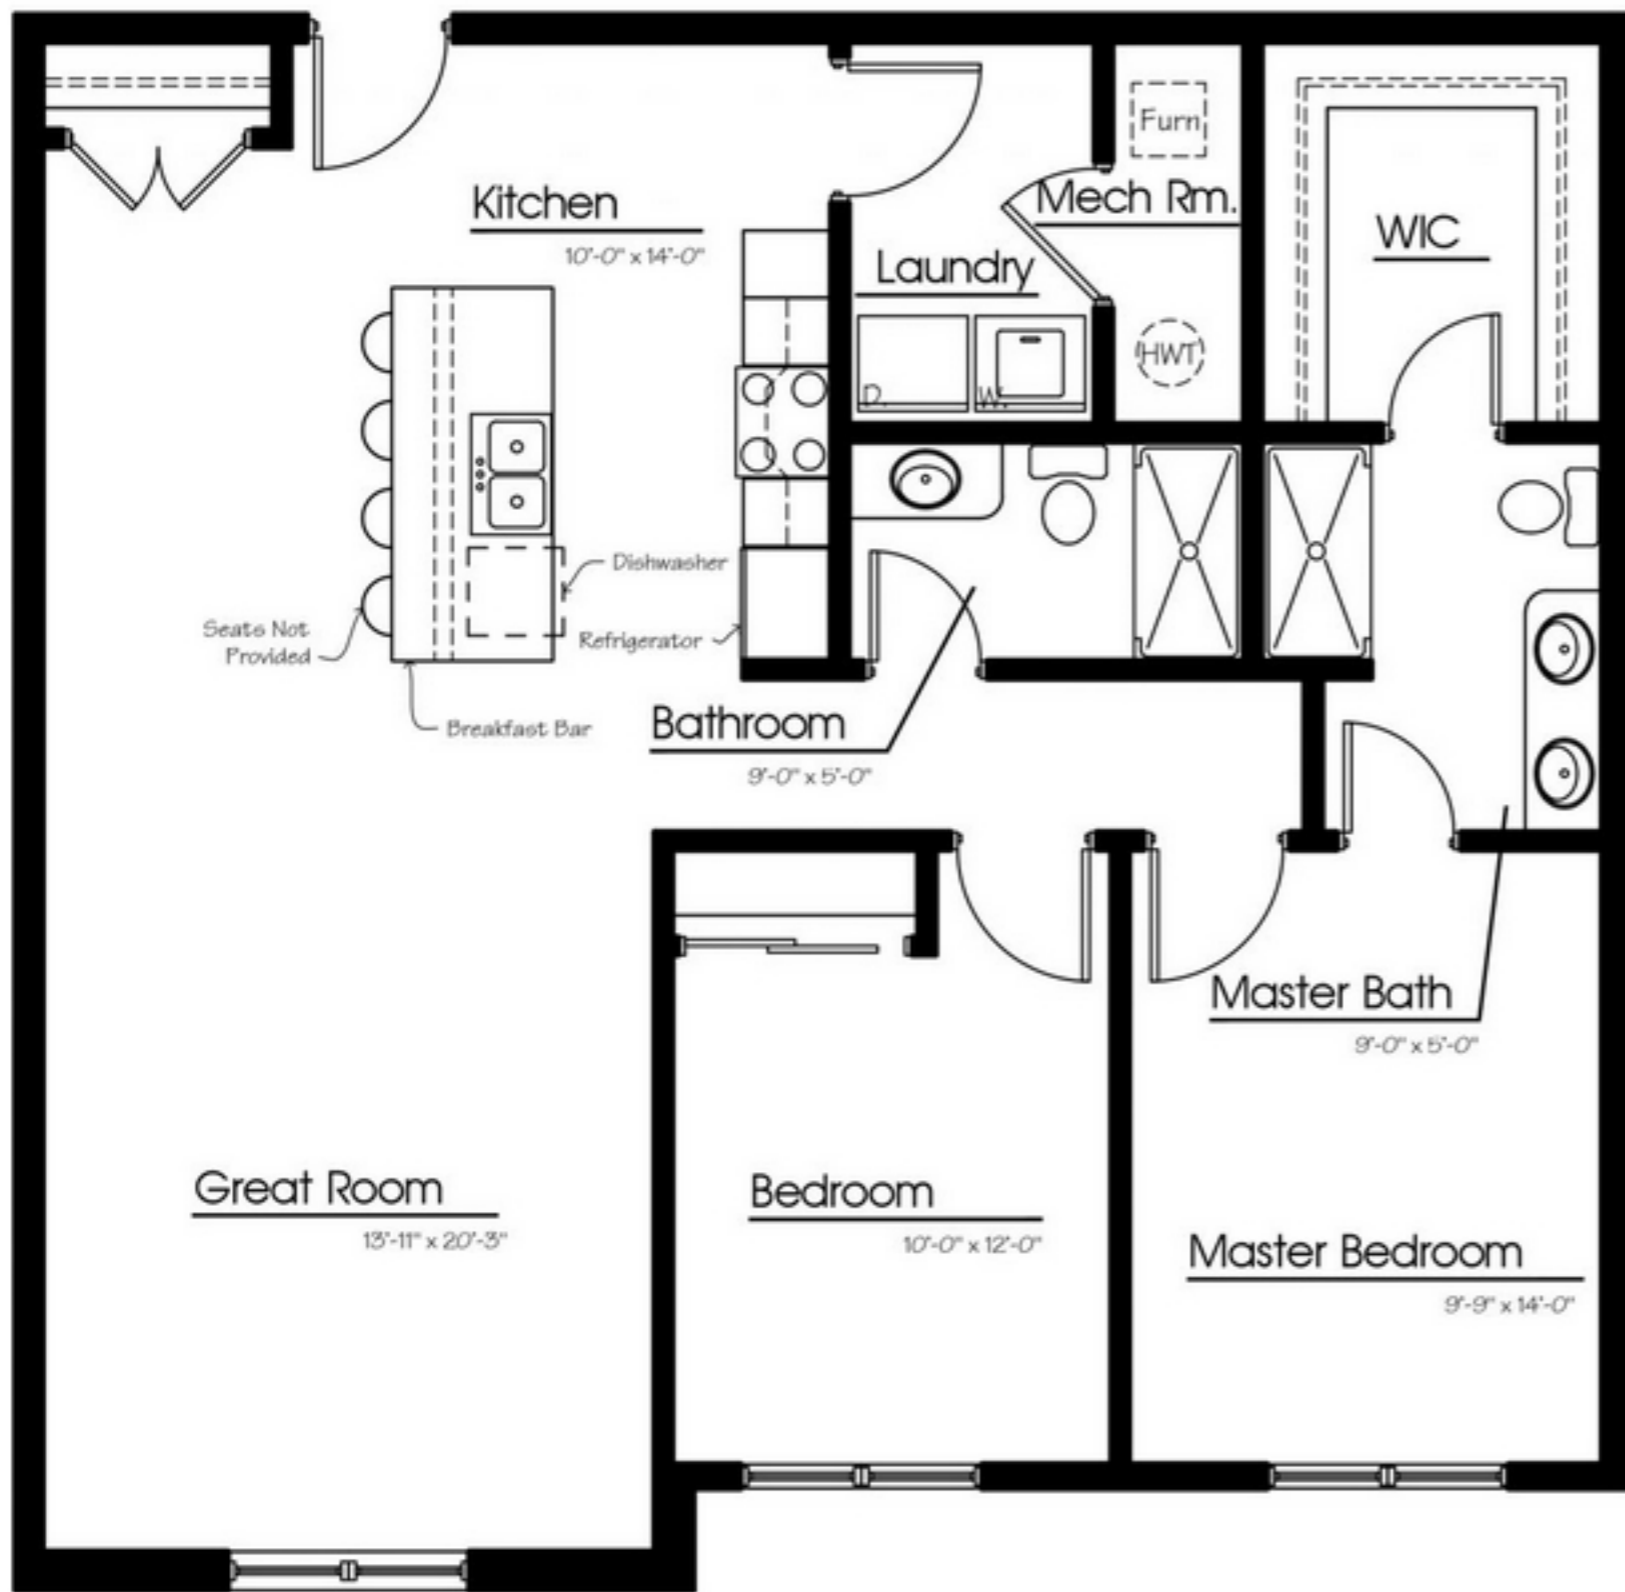 Furn
Kitchen
10'-0" x 14'-0"
Mech Rm.
WIC
Laundry
HWT
D.
W.
Dishwasher
Seats Not
Provided
Refrigerator
Breakfast Bar
Bathroom
9'-0" x 5'-0"
Master Bath
9'-0" x 5'-0"
Great Room
13'-11" x 20'-3"
Bedroom
10'-0" x 12'-0"
Master Bedroom
9'-9" x 14'-0"